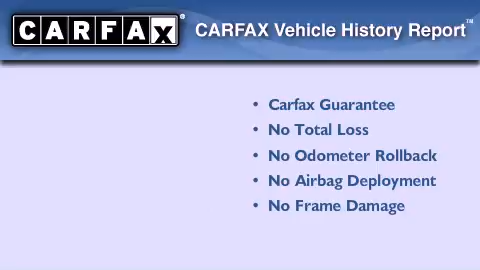 CARFAX® CARFAX Vehicle History Report™
• Carfax Guarantee
• No Total Loss
• No Odometer Rollback
• No Airbag Deployment
• No Frame Damage